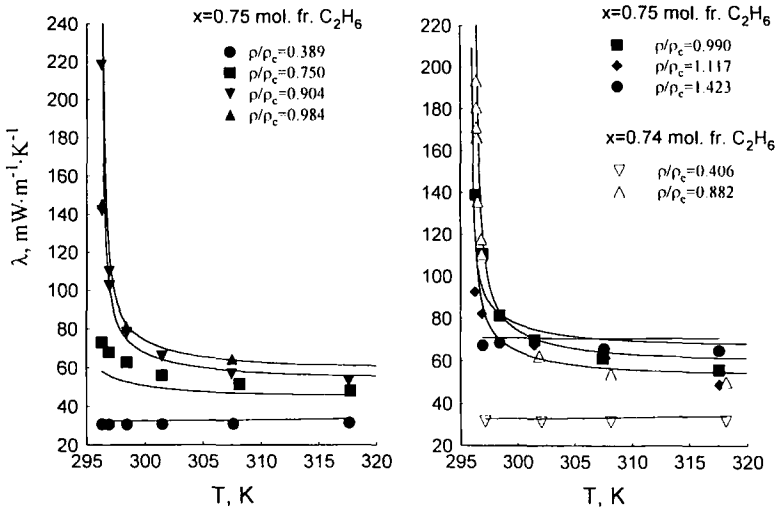 x=0.75 mol. fr. C₂H₆
ρ/ρc=0.389
ρ/ρc=0.750
ρ/ρc=0.904
ρ/ρc=0.984
λ, mW·m⁻¹·K⁻¹
240
220
200
180
160
140
120
100
80
60
40
20
295 300 305 310 315 320
T, K
x=0.75 mol. fr. C₂H₆
ρ/ρc=0.990
ρ/ρc=1.117
ρ/ρc=1.423
x=0.74 mol. fr. C₂H₆
ρ/ρc=0.406
ρ/ρc=0.882
220
200
180
160
140
120
100
80
60
40
20
295 300 305 310 315 320
T, K